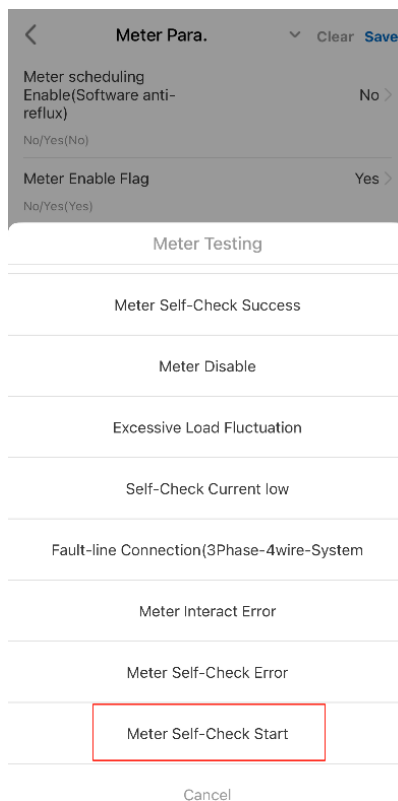 Meter Para.
Clear Save
Meter scheduling
Enable(Software anti-
reflux)
No
No/Yes(No)
Meter Enable Flag
Yes
No/Yes(Yes)
Meter Testing
Meter Self-Check Success
Meter Disable
Excessive Load Fluctuation
Self-Check Current low
Fault-line Connection(3Phase-4wire-System
Meter Interact Error
Meter Self-Check Error
Meter Self-Check Start
Cancel